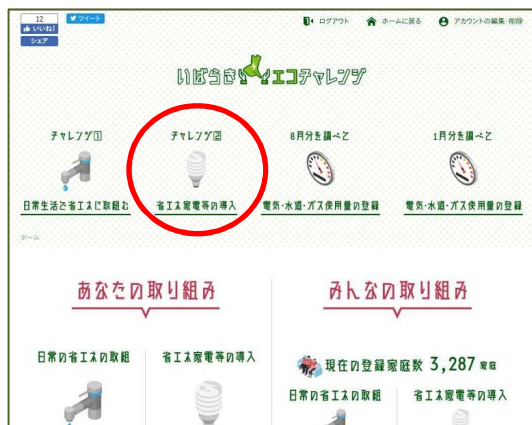 12
いいね!
シェア
ツイート
ログアウト
ホームに戻る
アカウントの編集・削除
いばらきエコチャレンジ
チャレンジ①
チャレンジ②
8月分を調べて
1月分を調べて
日常生活で省エネに取組む
省エネ家電等の導入
電気・水道・ガス使用量の登録
電気・水道・ガス使用量の登録
ホーム
あなたの取り組み
みんなの取り組み
日常の省エネの取組
省エネ家電等の導入
現在の登録家庭数 3,287 家庭
日常の省エネの取組
省エネ家電等の導入